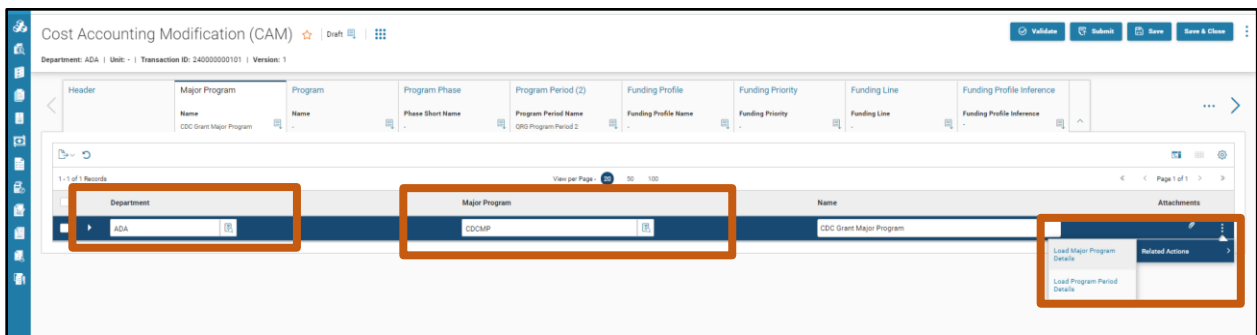 Cost Accounting Modification (CAM) Draft
Validate Submit Save Save & Close
Department: ADA | Unit: - | Transaction ID: 240000000101 | Version: 1
Header Major Program Program Program Phase Program Period (2) Funding Profile Funding Priority Funding Line Funding Profile Inference
Name Name Phase Short Name Program Period Name Funding Profile Name Funding Priority Funding Line Funding Profile Inference
CDC Grant Major Program - - QRG Program Period 2 - - - -
1 - 1 of 1 Records View per Page - 20 50 100 Page 1 of 1
Department Major Program Name Attachments
ADA CDCMP CDC Grant Major Program
Load Major Program Details Related Actions
Load Program Period Details